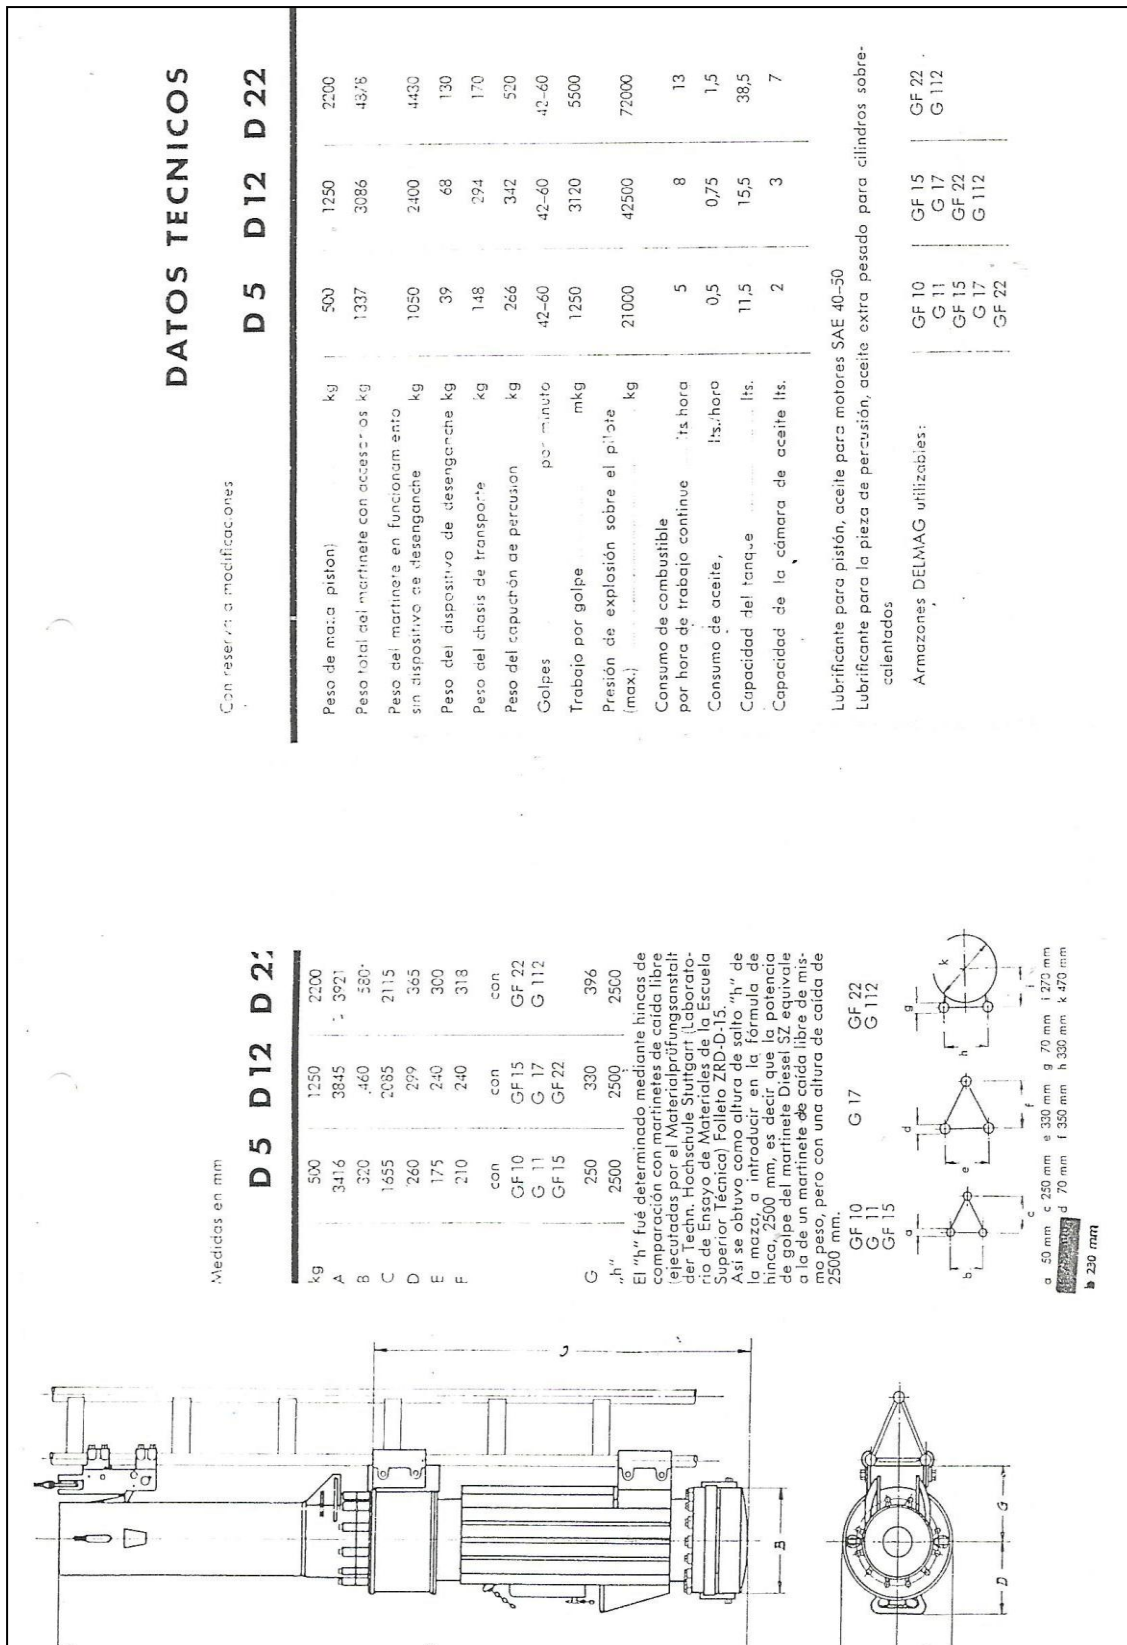 DATOS TECNICOS
Con reserva a modificaciones
D 5 D 12 D 22
Peso de maza piston) kg 500 1250 2200
Peso total del martinete con accesorios kg 1337 3086
Peso del martinete en funcionamiento
sin dispositivo de desenganche kg 1050 2400 4430
Peso del dispositivo de desenganche kg 39 68 130
Peso del chasis de transporte kg 148 294 170
Peso del capuchón de percusion kg 266 342 520
Golpes por minuto 42-60 42-60 42-60
Trabajo por golpe mkg 1250 3120 5500
Presión de explosión sobre el pilote
(max.) kg 21000 42500 72000
Consumo de combustible
por hora de trabajo continue lts hora 5 8 13
Consumo de aceite, lts./hora 0,5 0,75 1,5
Capacidad del tanque lts. 11,5 15,5 38,5
Capacidad de la cámara de aceite lts. 2 3 7
Lubrificante para pistón, aceite para motores SAE 40-50
Lubrificante para la pieza de percusión, aceite extra pesado para cilindros sobre-
calentados
Armazones DELMAG utilizables: GF 10 GF 15 GF 22
G 11 G 17 G 112
GF 15 GF 22
G 17 G 112
GF 22
Medidas en mm
D 5 D 12 D 22
kg 500 1250 2200
A 3416 3845 3921
B 320 460 580
C 1655 2085 2115
D 260 299 365
E 175 240 300
F 210 240 318
con con con
GF 10 GF 15 GF 22
G 11 G 17 G 112
GF 15 GF 22
G 250 330 396
„h“ 2500 2500 2500
El "h" fué determinado mediante hincas de
comparación con martinetes de caída libre
(ejecutadas por el Materialprüfungsanstalt
der Techn. Hochschule Stuttgart (Laborato-
rio de Ensayo de Materiales de la Escuela
Superior Técnica) Folleto ZRD-D-15.
Así se obtuvo como altura de salto "h" de
la maza, a introducir en la fórmula de
hinca, 2500 mm, es decir que la potencia
de golpe del martinete Diesel SZ equivale
a la de un martinete de caída libre de mis-
mo peso, pero con una altura de caída de
2500 mm.
GF 10 G 17 GF 22
G 11 G 112
GF 15
a b c
d e f
g h i k
a 50 mm c 250 mm e 330 mm g 70 mm i 270 mm
d 70 mm f 350 mm h 330 mm k 470 mm
b 230 mm
C
B
D G